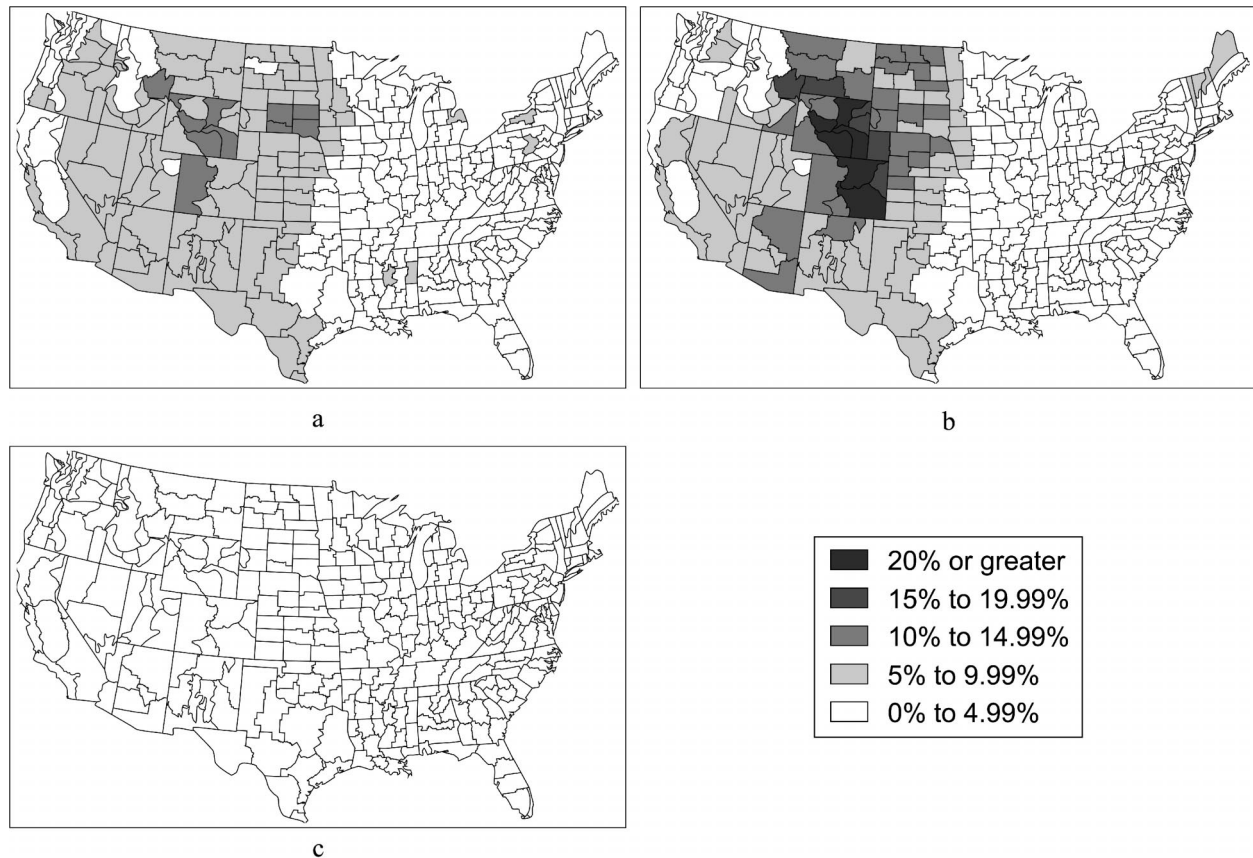 a
b
c
20% or greater
15% to 19.99%
10% to 14.99%
5% to 9.99%
0% to 4.99%